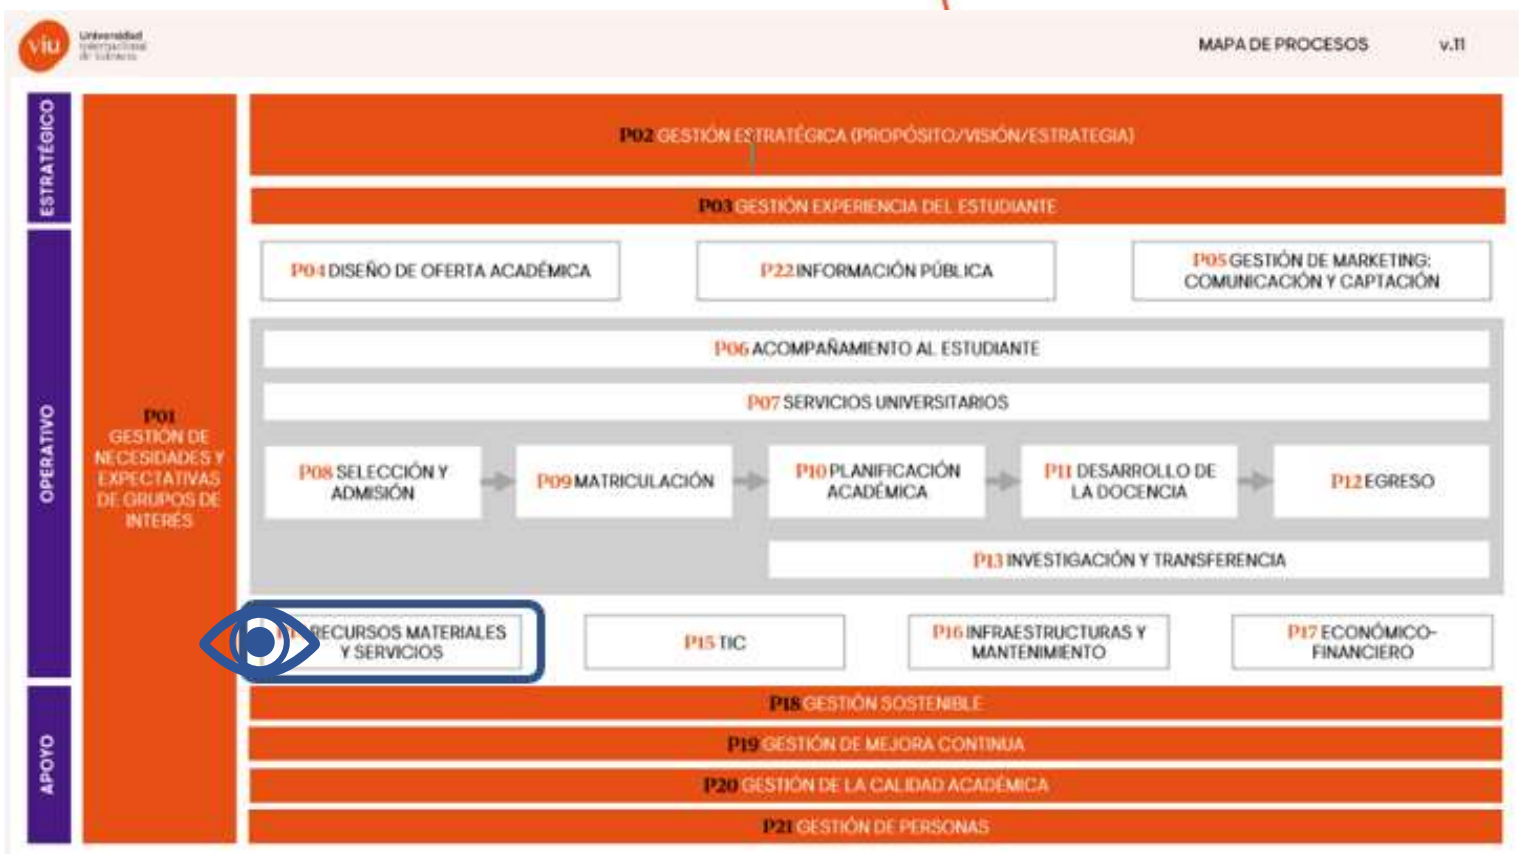 viu
Universidad
Internacional
de Valencia
MAPA DE PROCESOS
v.11
ESTRATÉGICO
OPERATIVO
APOYO
P01
GESTIÓN DE
NECESIDADES Y
EXPECTATIVAS
DE GRUPOS DE
INTERÉS
P02 GESTIÓN ESTRATÉGICA (PROPÓSITO/VISIÓN/ESTRATEGIA)
P03 GESTIÓN EXPERIENCIA DEL ESTUDIANTE
P04 DISEÑO DE OFERTA ACADÉMICA
P22 INFORMACIÓN PÚBLICA
P05 GESTIÓN DE MARKETING:
COMUNICACIÓN Y CAPTACIÓN
P06 ACOMPAÑAMIENTO AL ESTUDIANTE
P07 SERVICIOS UNIVERSITARIOS
P08 SELECCIÓN Y
ADMISIÓN
P09 MATRICULACIÓN
P10 PLANIFICACIÓN
ACADÉMICA
P11 DESARROLLO DE
LA DOCENCIA
P12 EGRESO
P13 INVESTIGACIÓN Y TRANSFERENCIA
RECURSOS MATERIALES
Y SERVICIOS
P15 TIC
P16 INFRAESTRUCTURAS Y
MANTENIMIENTO
P17 ECONÓMICO-
FINANCIERO
P18 GESTIÓN SOSTENIBLE
P19 GESTIÓN DE MEJORA CONTINUA
P20 GESTIÓN DE LA CALIDAD ACADÉMICA
P21 GESTIÓN DE PERSONAS